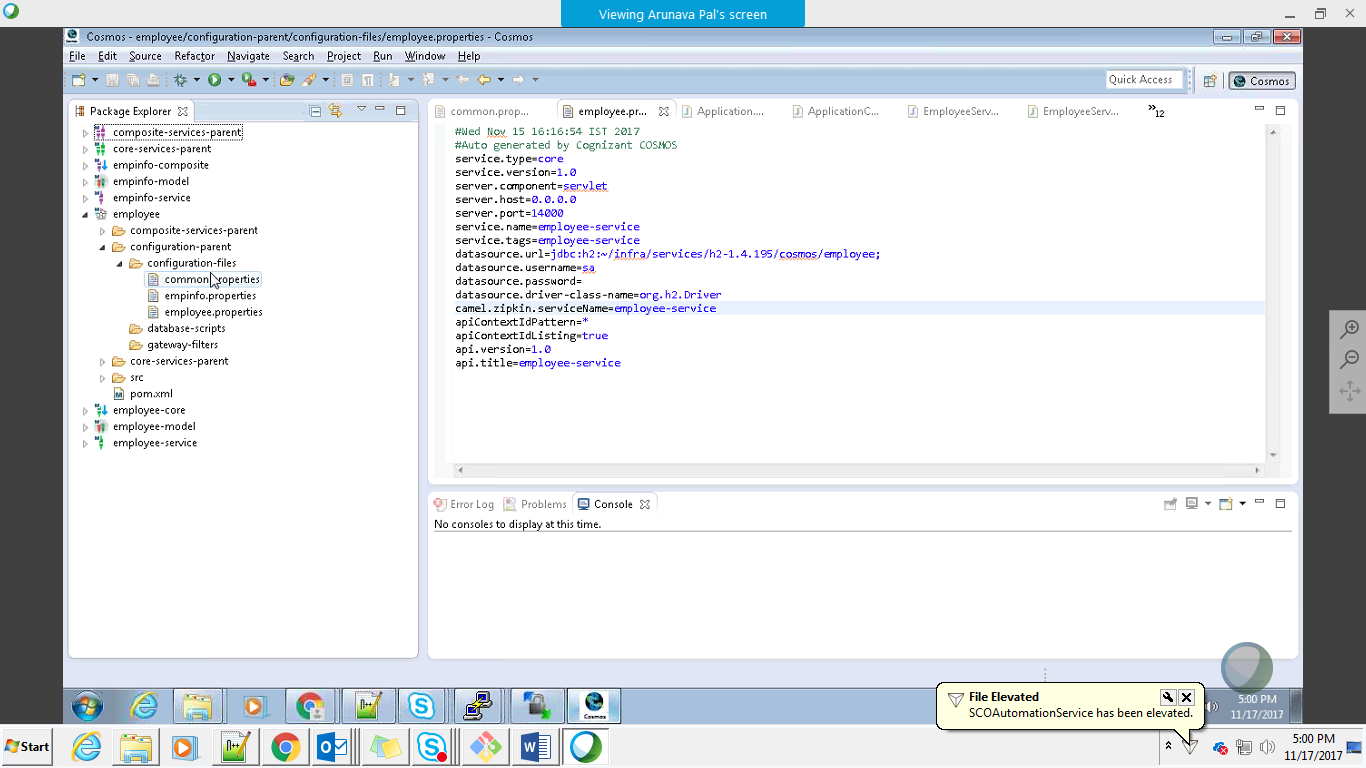 Viewing Arunava Pal's screen
Cosmos - employee/configuration-parent/configuration-files/employee.properties - Cosmos
File Edit Source Refactor Navigate Search Project Run Window Help
Quick Access
Cosmos
Package Explorer
composite-services-parent
core-services-parent
empinfo-composite
empinfo-model
empinfo-service
employee
composite-services-parent
configuration-parent
configuration-files
common.properties
empinfo.properties
employee.properties
database-scripts
gateway-filters
core-services-parent
src
pom.xml
employee-core
employee-model
employee-service
common.prop... employee.pr... Application.... ApplicationC... EmployeeServ... EmployeeServ... »12
#Wed Nov 15 16:16:54 IST 2017
#Auto generated by Cognizant COSMOS
service.type=core
service.version=1.0
server.component=servlet
server.host=0.0.0.0
server.port=14000
service.name=employee-service
service.tags=employee-service
datasource.url=jdbc:h2:~/infra/services/h2-1.4.195/cosmos/employee;
datasource.username=sa
datasource.password=
datasource.driver-class-name=org.h2.Driver
camel.zipkin.serviceName=employee-service
apiContextIdPattern=*
apiContextIdListing=true
api.version=1.0
api.title=employee-service
Error Log Problems Console
No consoles to display at this time.
File Elevated
SCOAutomationService has been elevated.
Cosmos
5:00 PM
11/17/2017
Start
5:00 PM
11/17/2017